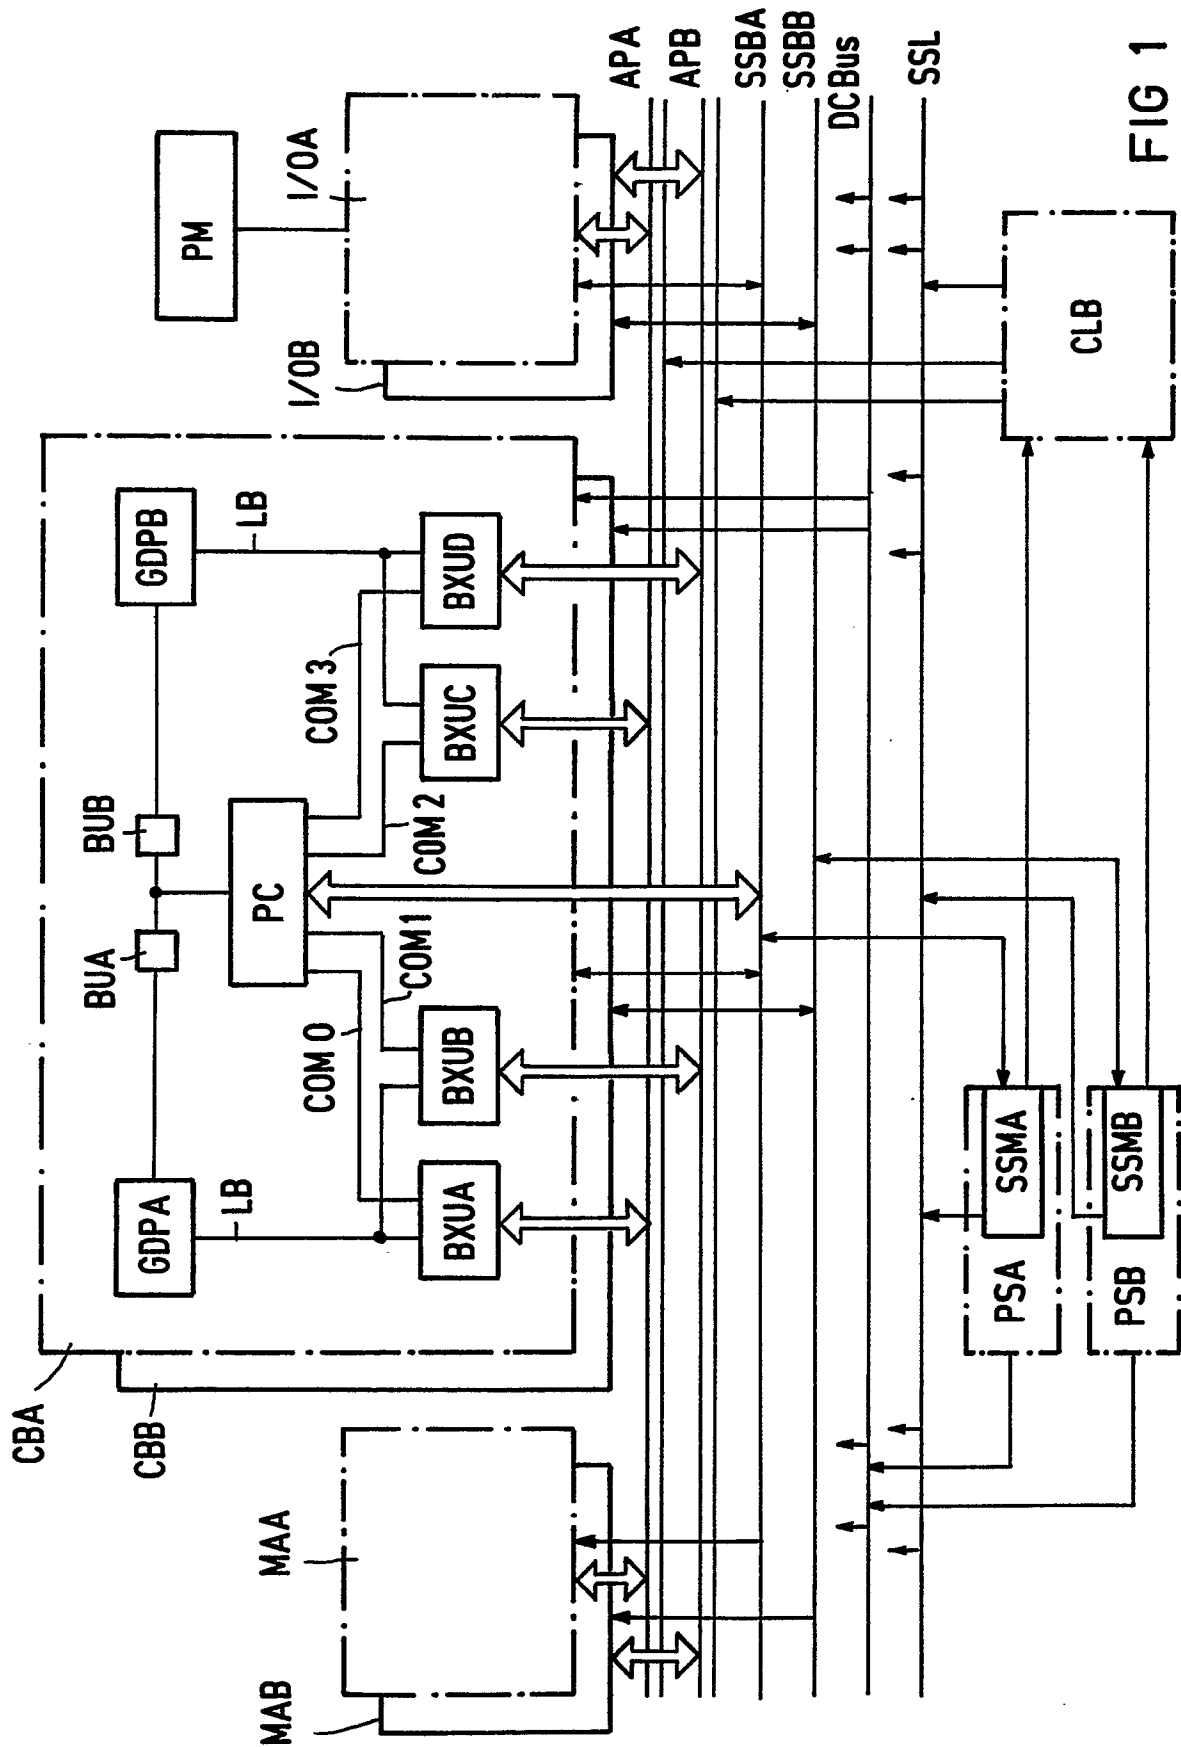 CBA
CBB
MAA
MAB
GDPA
LB
BUA
BUB
GDPB
LB
PC
COM 0
COM 1
COM 2
COM 3
BXUA
BXUB
BXUC
BXUD
PM
I/OA
I/OB
APA
APB
SSBA
SSBB
DC Bus
SSL
PSA
SSMA
PSB
SSMB
CLB
FIG 1